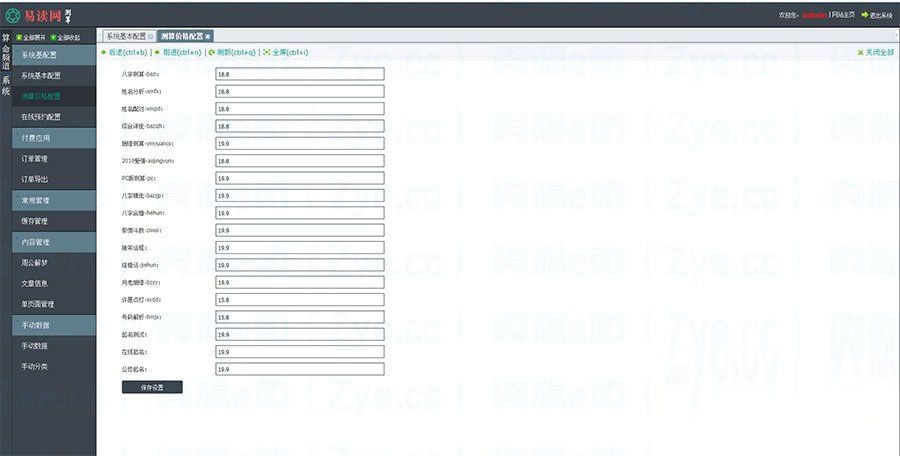 易读网 测算
欢迎您: admin | 网站主页 退出系统
算命频道
系统
全部展开 全部收起
系统基配置
系统基本配置
测算价格配置
在线预约配置
付费应用
订单管理
订单导出
常规管理
缓存管理
内容管理
周公解梦
文章信息
单页面管理
手动数据
手动数据
手动分类
系统基本配置 测算价格配置
后退(ctrl+b) | 前进(ctrl+n) | 刷新(ctrl+q) | 全屏(ctrl+i) 关闭全部
八字测算-bazi: 18.8
姓名分析-xmfx: 18.8
姓名配对-xmpd: 18.8
综合详批-bazizh: 18.8
姻缘测算-yinyuancs: 19.9
2019爱情-aiqingyun: 18.8
PC版测算-pc: 19.9
八字精批-bazijp: 19.9
八字合婚-hehun: 19.9
紫微斗数-ziwei: 19.9
猪年运程: 19.9
结婚运-jiehun: 19.9
月老姻缘-bzyy: 19.9
许愿点灯-xydd: 15.8
号码解析-hmjx: 15.8
起名测试: 19.9
在线起名: 19.9
公司起名: 19.9
保存设置
资源e站 ( Zye.cc )